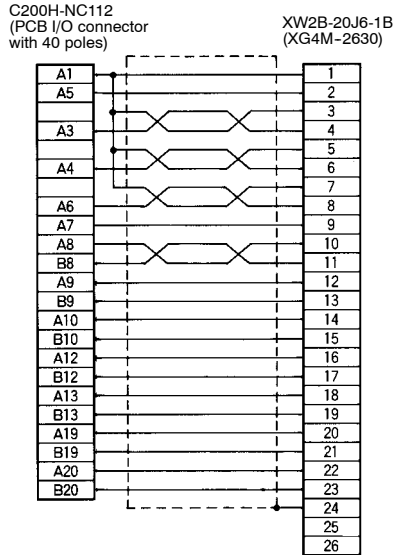 C200H-NC112
(PCB I/O connector
with 40 poles)
XW2B-20J6-1B
(XG4M-2630)
A1 1
A5 2
3
A3 4
5
A4 6
7
A6 8
A7 9
A8 10
B8 11
A9 12
B9 13
A10 14
B10 15
A12 16
B12 17
A13 18
B13 19
A19 20
B19 21
A20 22
B20 23
24
25
26